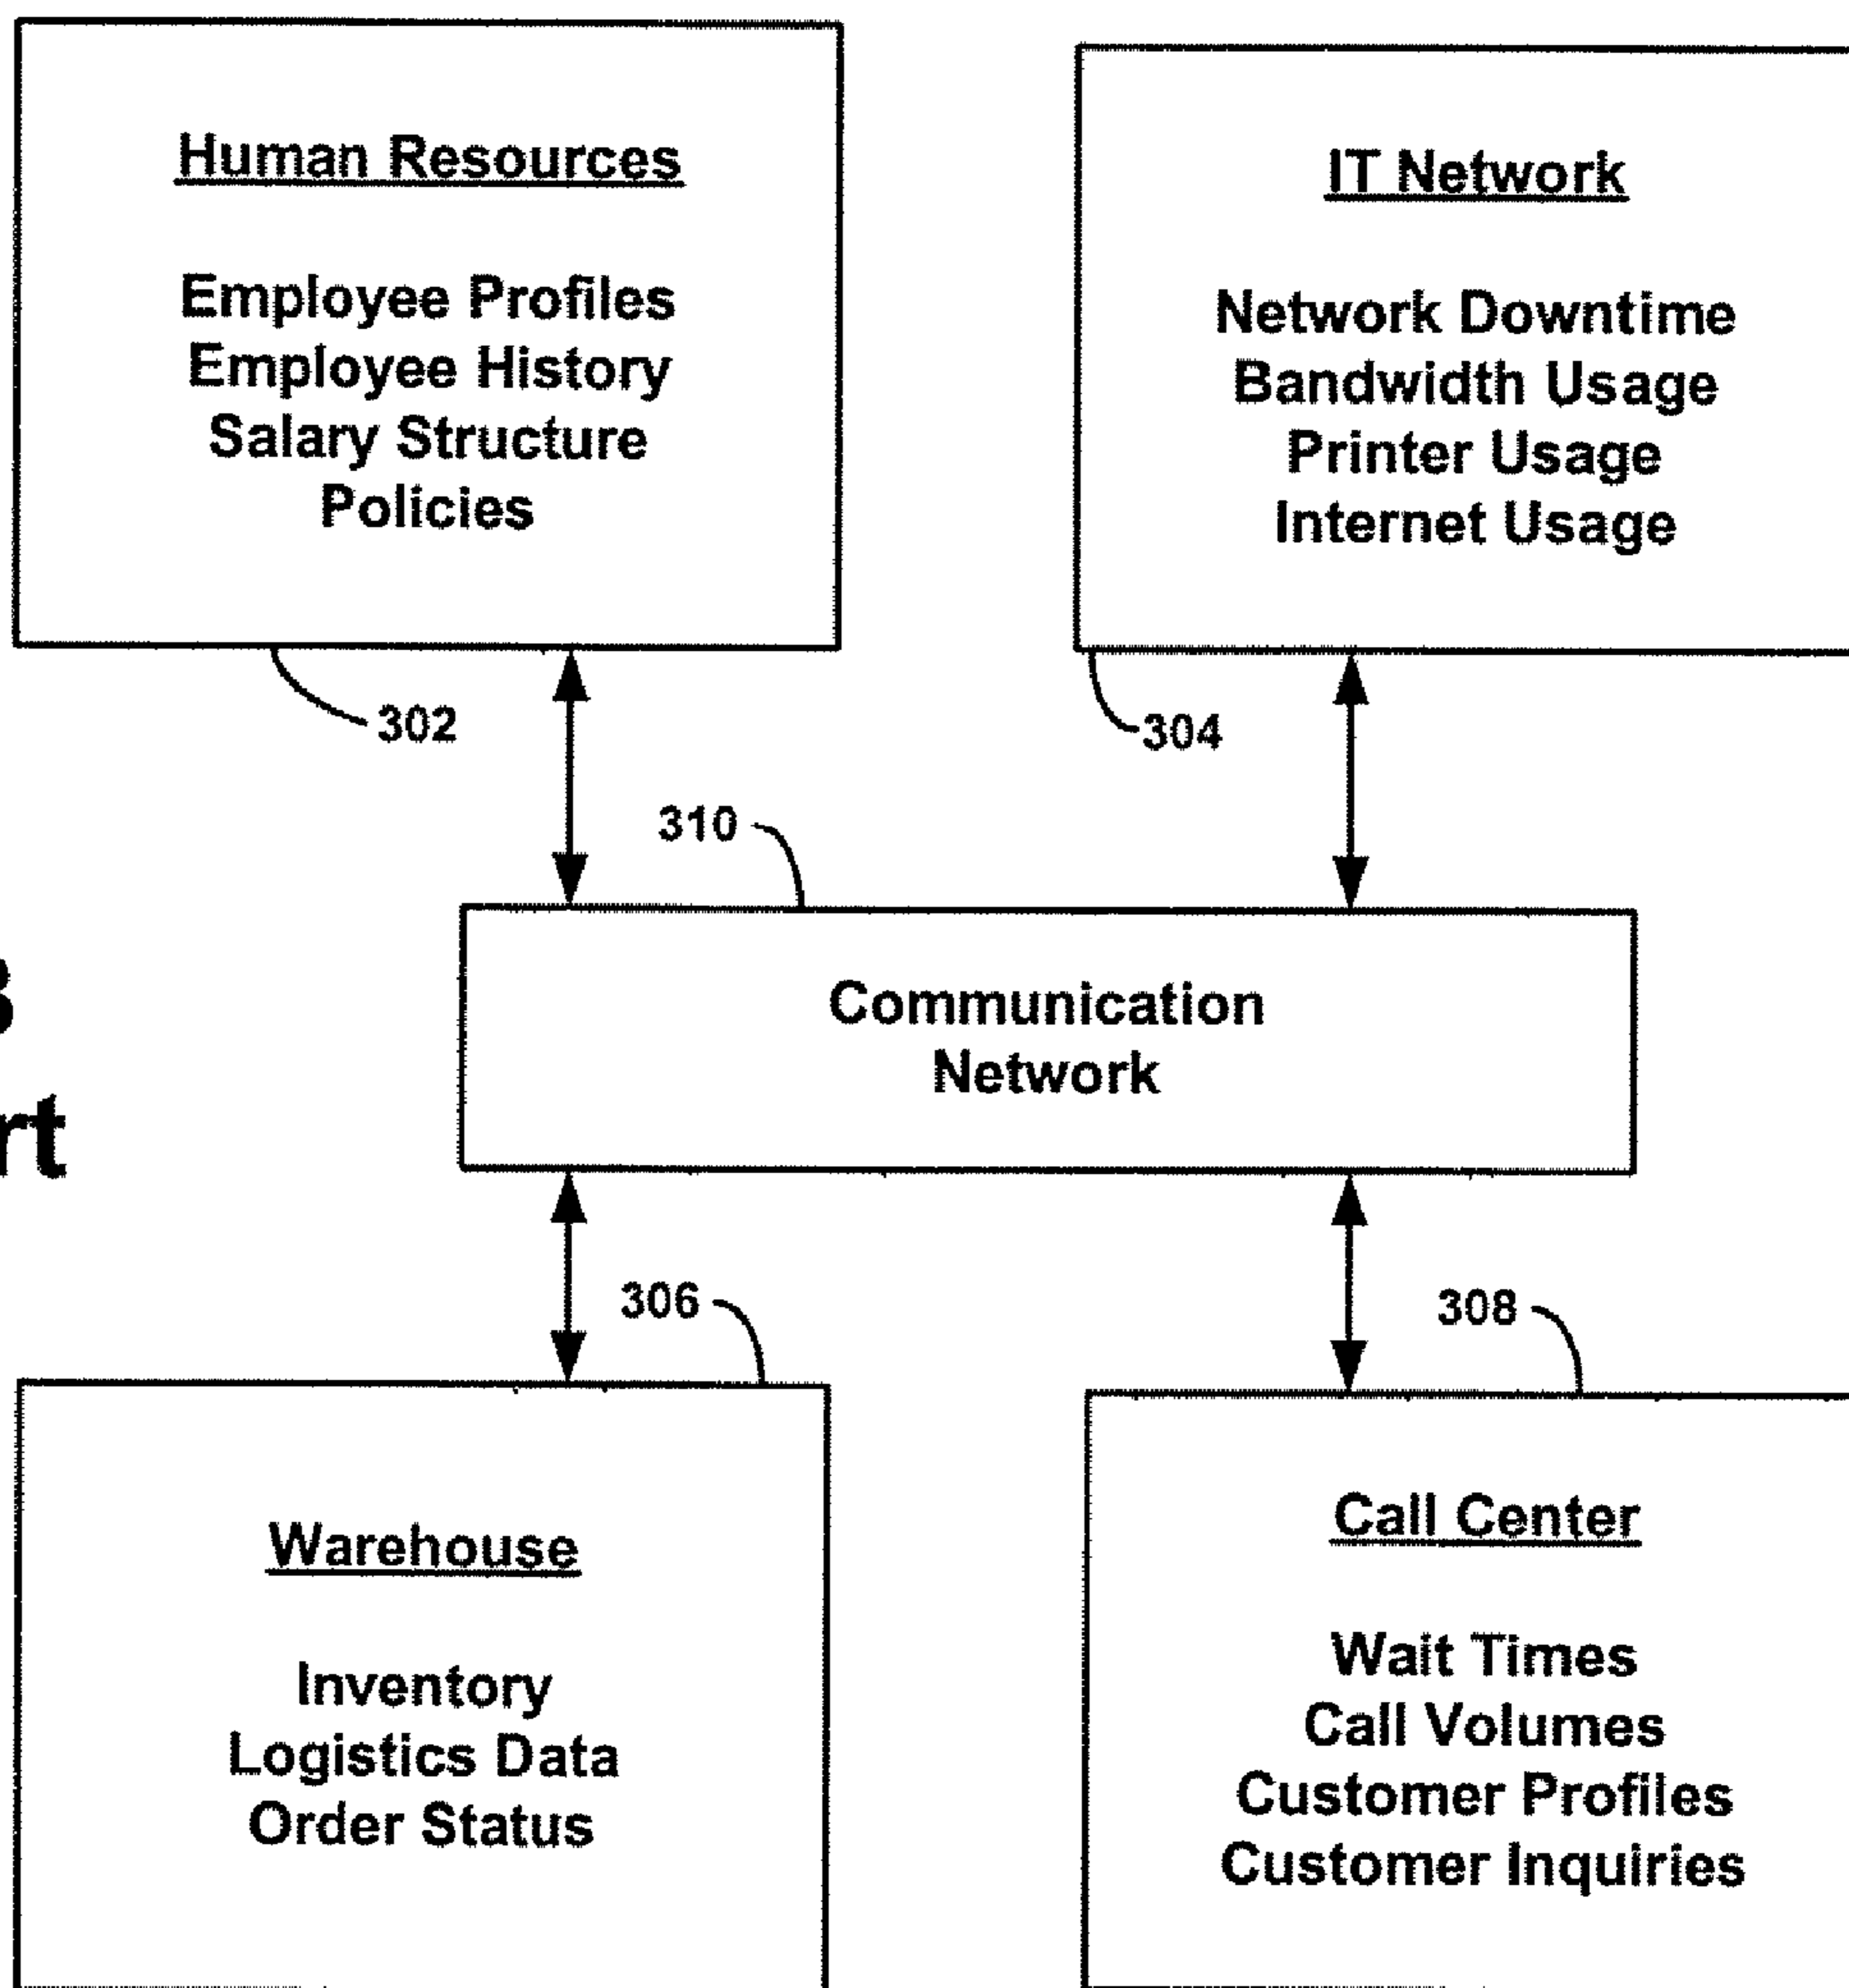 Human Resources
Employee Profiles
Employee History
Salary Structure
Policies
302
IT Network
Network Downtime
Bandwidth Usage
Printer Usage
Internet Usage
304
310
Communication
Network
306
Warehouse
Inventory
Logistics Data
Order Status
308
Call Center
Wait Times
Call Volumes
Customer Profiles
Customer Inquiries